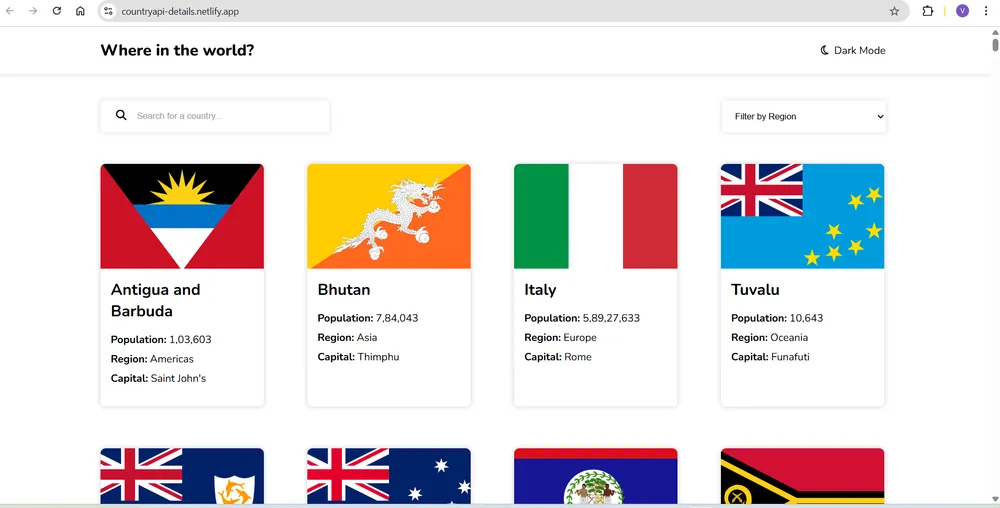 countryapi-details.netlify.app
V
Where in the world?
Dark Mode
Search for a country...
Filter by Region
Antigua and
Barbuda
Population: 1,03,603
Region: Americas
Capital: Saint John's
Bhutan
Population: 7,84,043
Region: Asia
Capital: Thimphu
Italy
Population: 5,89,27,633
Region: Europe
Capital: Rome
Tuvalu
Population: 10,643
Region: Oceania
Capital: Funafuti